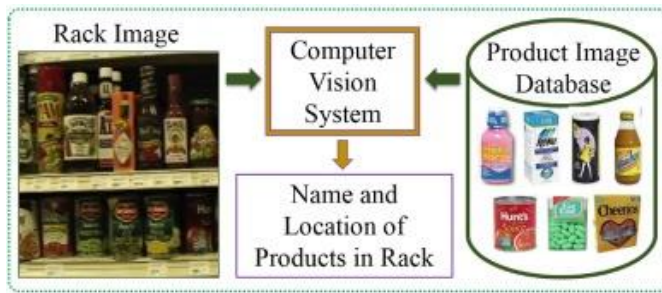 Rack Image
Computer
Vision
System
Product Image
Database
Name and
Location of
Products in Rack
Hunt's
Cheerios